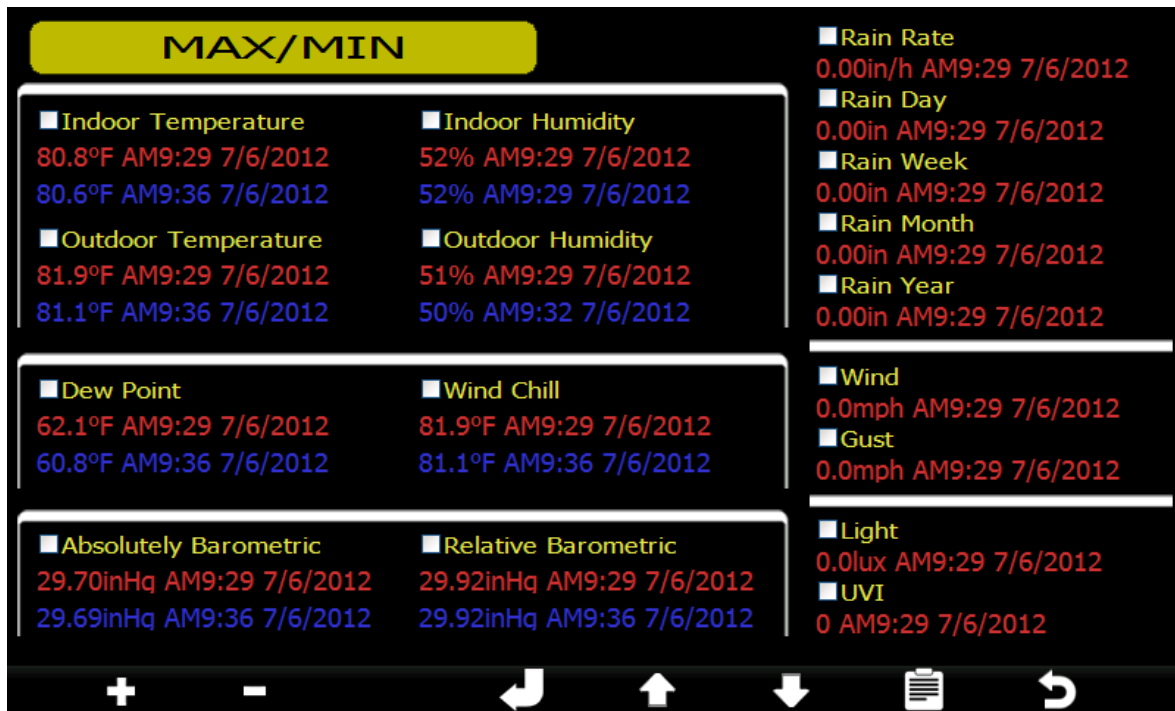 MAX/MIN
Indoor Temperature
80.8ºF AM9:29 7/6/2012
80.6ºF AM9:36 7/6/2012
Indoor Humidity
52% AM9:29 7/6/2012
52% AM9:29 7/6/2012
Outdoor Temperature
81.9ºF AM9:29 7/6/2012
81.1ºF AM9:36 7/6/2012
Outdoor Humidity
51% AM9:29 7/6/2012
50% AM9:32 7/6/2012
Dew Point
62.1ºF AM9:29 7/6/2012
60.8ºF AM9:36 7/6/2012
Wind Chill
81.9ºF AM9:29 7/6/2012
81.1ºF AM9:36 7/6/2012
Absolutely Barometric
29.70inHg AM9:29 7/6/2012
29.69inHg AM9:36 7/6/2012
Relative Barometric
29.92inHg AM9:29 7/6/2012
29.92inHg AM9:36 7/6/2012
Rain Rate
0.00in/h AM9:29 7/6/2012
Rain Day
0.00in AM9:29 7/6/2012
Rain Week
0.00in AM9:29 7/6/2012
Rain Month
0.00in AM9:29 7/6/2012
Rain Year
0.00in AM9:29 7/6/2012
Wind
0.0mph AM9:29 7/6/2012
Gust
0.0mph AM9:29 7/6/2012
Light
0.0lux AM9:29 7/6/2012
UVI
0 AM9:29 7/6/2012